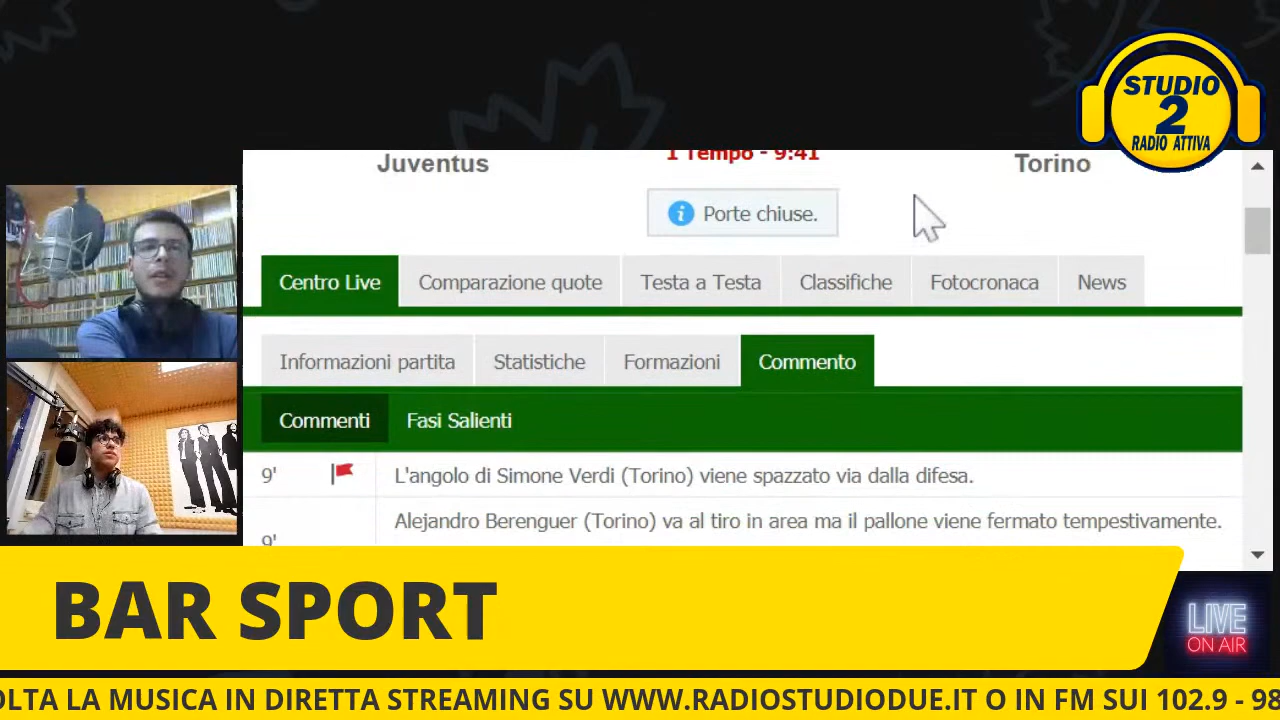 STUDIO
2
RADIO ATTIVA
Juventus
1 Tempo - 9:41
Torino
Porte chiuse.
Centro Live
Comparazione quote
Testa a Testa
Classifiche
Fotocronaca
News
Informazioni partita
Statistiche
Formazioni
Commento
Commenti
Fasi Salienti
9'
L'angolo di Simone Verdi (Torino) viene spazzato via dalla difesa.
Alejandro Berenguer (Torino) va al tiro in area ma il pallone viene fermato tempestivamente.
9'
BAR SPORT
LIVE
ON AIR
OLTA LA MUSICA IN DIRETTA STREAMING SU WWW.RADIOSTUDIODUE.IT O IN FM SUI 102.9 - 98